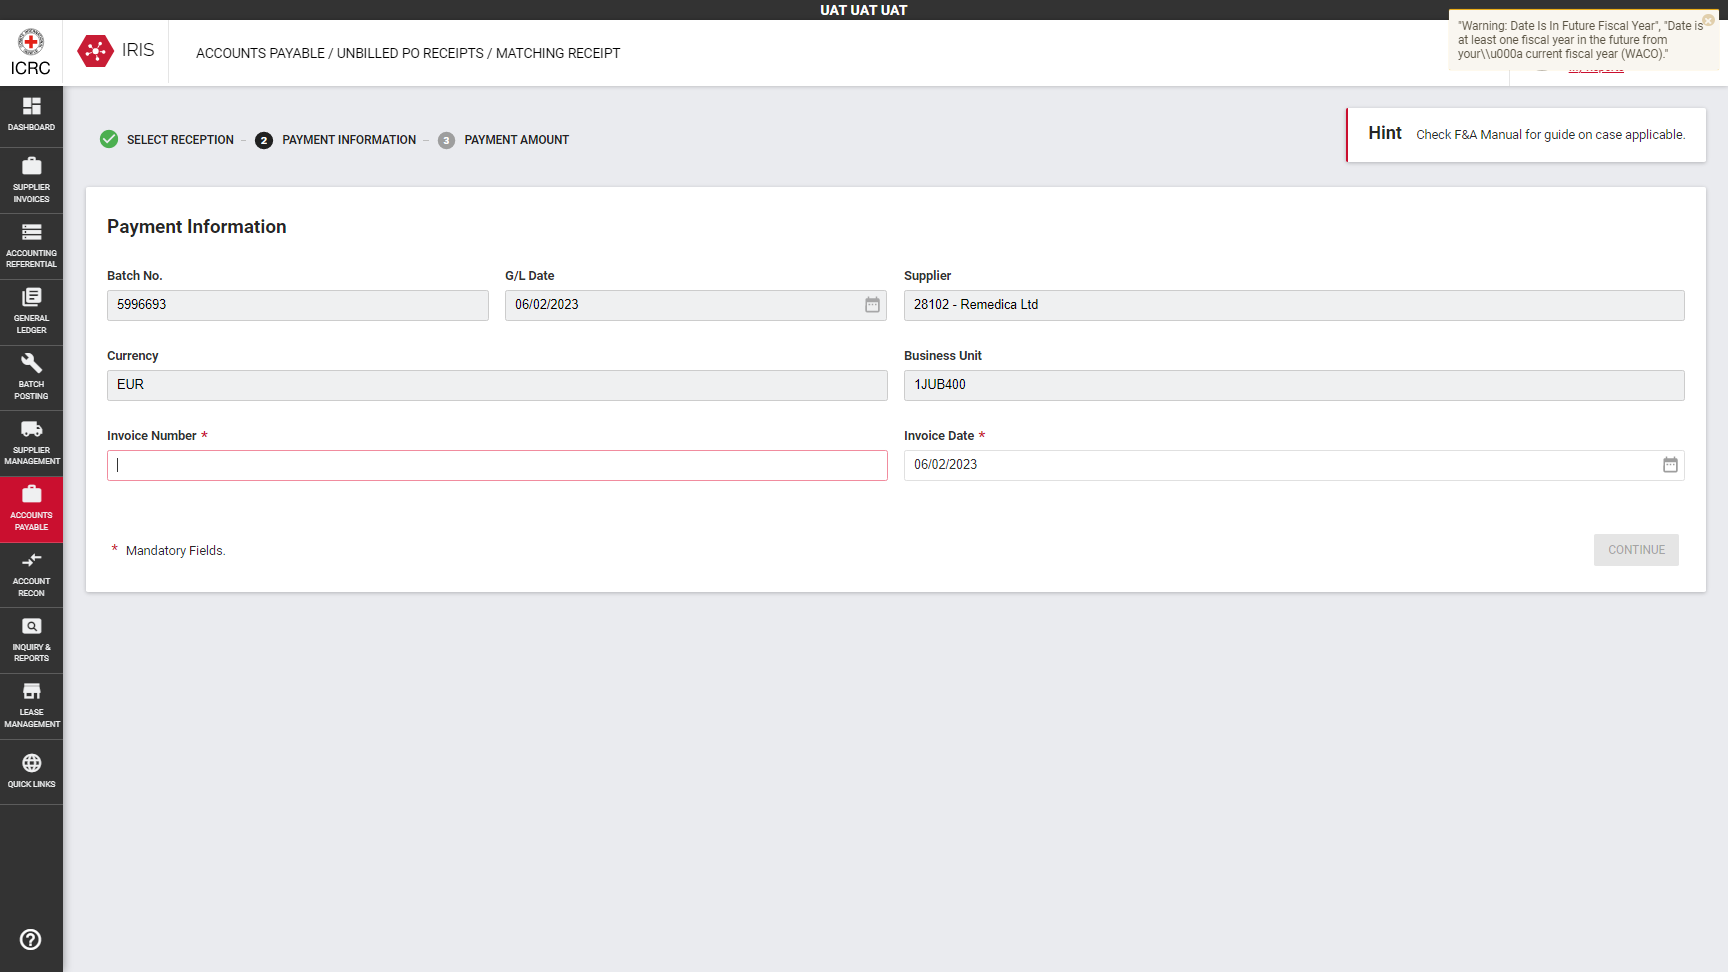 UAT UAT UAT
ICRC
IRIS
ACCOUNTS PAYABLE / UNBILLED PO RECEIPTS / MATCHING RECEIPT
"Warning: Date Is In Future Fiscal Year", "Date is
at least one fiscal year in the future from
your\\u000a current fiscal year (WACO)."
DASHBOARD
SUPPLIER
INVOICES
ACCOUNTING
REFERENTIAL
GENERAL
LEDGER
BATCH
POSTING
SUPPLIER
MANAGEMENT
ACCOUNTS
PAYABLE
ACCOUNT
RECON
INQUIRY &
REPORTS
LEASE
MANAGEMENT
QUICK LINKS
SELECT RECEPTION – 2 PAYMENT INFORMATION – 3 PAYMENT AMOUNT
Hint Check F&A Manual for guide on case applicable.
Payment Information
Batch No. G/L Date Supplier
5996693 06/02/2023 28102 - Remedica Ltd
Currency Business Unit
EUR 1JUB400
Invoice Number * Invoice Date *
06/02/2023
* Mandatory Fields.
CONTINUE